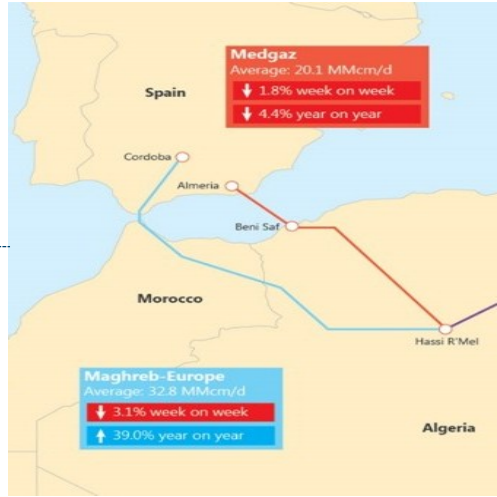 Medgaz
Average: 20.1 MMcm/d
↓ 1.8% week on week
↓ 4.4% year on year
Spain
Cordoba
Almeria
Beni Saf
Morocco
Hassi R'Mel
Maghreb-Europe
Average: 32.8 MMcm/d
↓ 3.1% week on week
↑ 39.0% year on year
Algeria